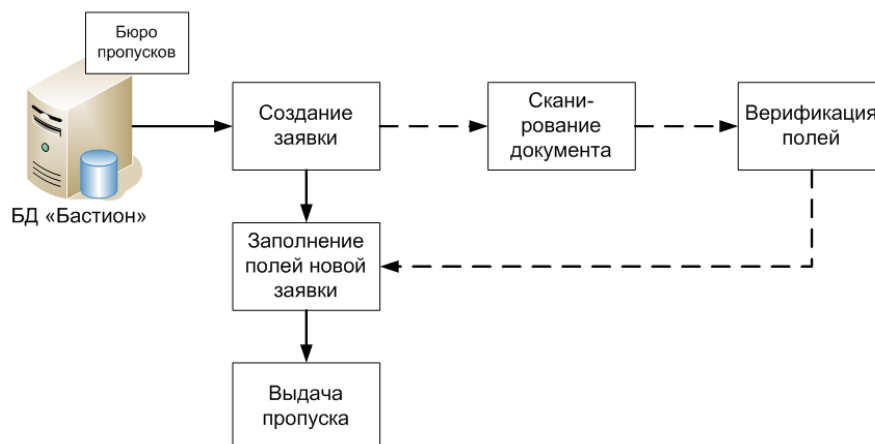 Бюро
пропусков
Создание
заявки
Скани-
рование
документа
Верификация
полей
БД «Бастион»
Заполнение
полей новой
заявки
Выдача
пропуска